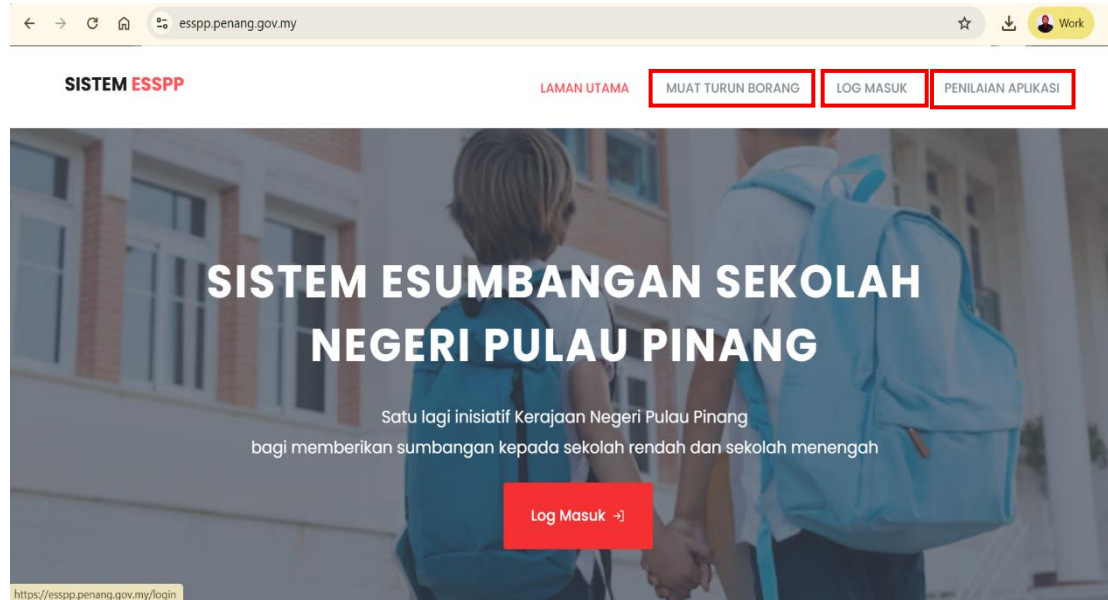 esspp.penang.gov.my
Work
SISTEM ESSPP
LAMAN UTAMA
MUAT TURUN BORANG
LOG MASUK
PENILAIAN APLIKASI
SISTEM ESUMBANGAN SEKOLAH
NEGERI PULAU PINANG
Satu lagi inisiatif Kerajaan Negeri Pulau Pinang
bagi memberikan sumbangan kepada sekolah rendah dan sekolah menengah
Log Masuk
https://esspp.penang.gov.my/login